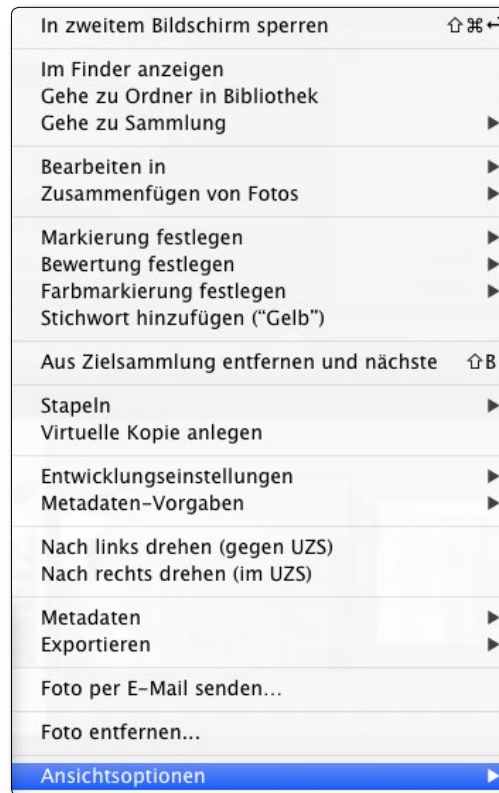 In zweitem Bildschirm sperren ⇧⌘↩
Im Finder anzeigen
Gehe zu Ordner in Bibliothek
Gehe zu Sammlung ▶
Bearbeiten in ▶
Zusammenfügen von Fotos ▶
Markierung festlegen ▶
Bewertung festlegen ▶
Farbmarkierung festlegen ▶
Stichwort hinzufügen (“Gelb”)
Aus Zielsammlung entfernen und nächste ⇧B
Stapeln ▶
Virtuelle Kopie anlegen
Entwicklungseinstellungen ▶
Metadaten-Vorgaben ▶
Nach links drehen (gegen UZS)
Nach rechts drehen (im UZS)
Metadaten ▶
Exportieren ▶
Foto per E-Mail senden...
Foto entfernen...
Ansichtsoptionen ▶